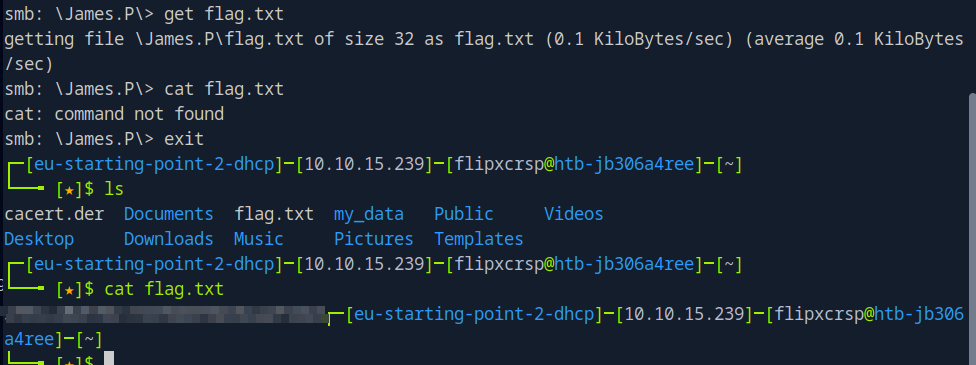 smb: \James.P\> get flag.txt
getting file \James.P\flag.txt of size 32 as flag.txt (0.1 KiloBytes/sec) (average 0.1 KiloBytes
/sec)
smb: \James.P\> cat flag.txt
cat: command not found
smb: \James.P\> exit
┌─[eu-starting-point-2-dhcp]─[10.10.15.239]─[flipxcrsp@htb-jb306a4ree]─[~]
└──╼ [★]$ ls
cacert.der  Documents  flag.txt  my_data   Public     Videos
Desktop     Downloads  Music     Pictures  Templates
┌─[eu-starting-point-2-dhcp]─[10.10.15.239]─[flipxcrsp@htb-jb306a4ree]─[~]
└──╼ [★]$ cat flag.txt
┌─[eu-starting-point-2-dhcp]─[10.10.15.239]─[flipxcrsp@htb-jb306
a4ree]─[~]
└──╼ [★]$